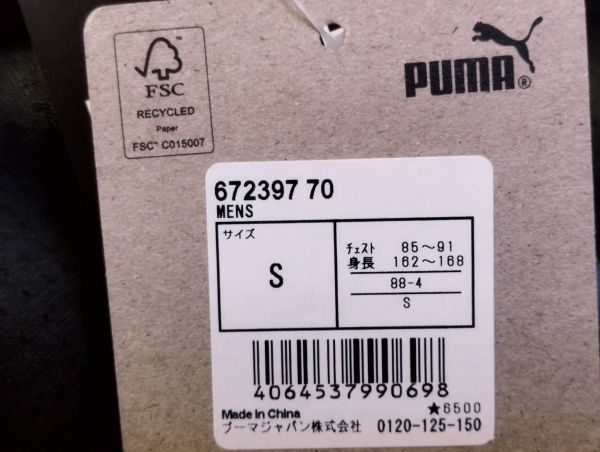 FSC
RECYCLED
Paper
FSC™ C015007
PUMA®
672397 70
MENS
サイズ
S
チェスト 85～91
身長 162～168
88-4
S
4064537990698
★6500
Made in China
プーマジャパン株式会社 0120-125-150